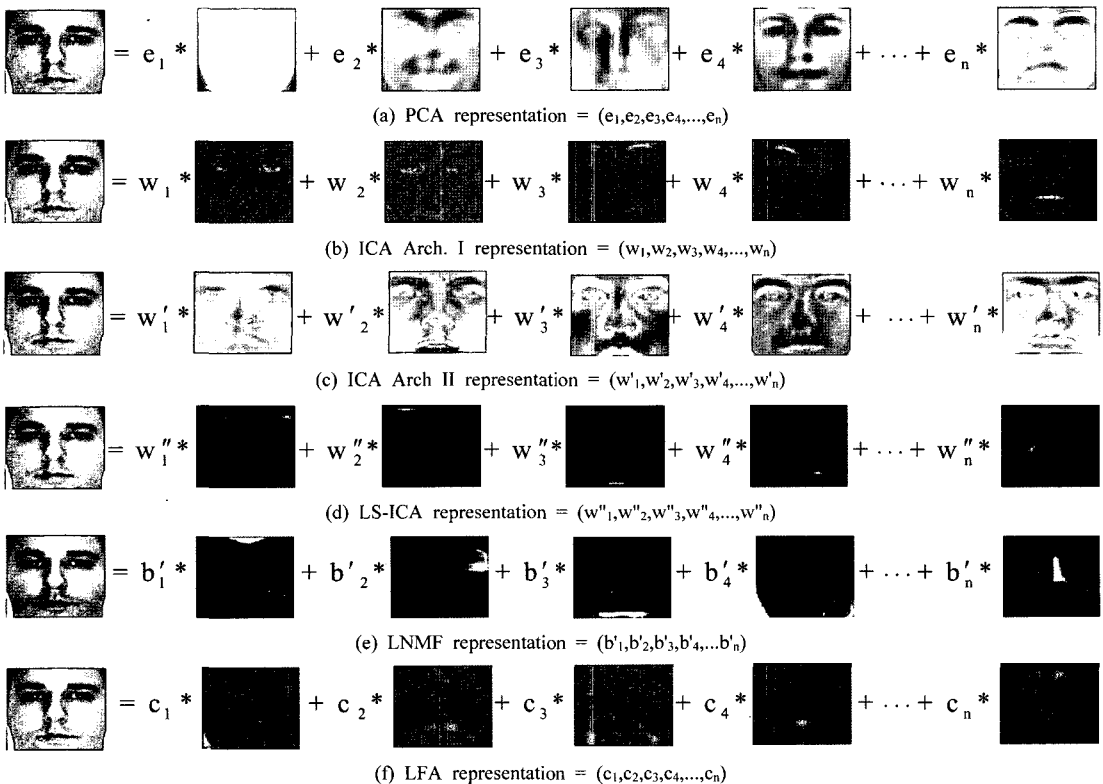 = e₁ * + e₂ * + e₃ * + e₄ * + ... + eₙ *
(a) PCA representation = (e₁,e₂,e₃,e₄,...,eₙ)
= w₁ * + w₂ * + w₃ * + w₄ * + ... + wₙ *
(b) ICA Arch. I representation = (w₁,w₂,w₃,w₄,...,wₙ)
= w'₁ * + w'₂ * + w'₃ * + w'₄ * + ... + w'ₙ *
(c) ICA Arch II representation = (w'₁,w'₂,w'₃,w'₄,...,w'ₙ)
= w''₁ * + w''₂ * + w''₃ * + w''₄ * + ... + w''ₙ *
(d) LS-ICA representation = (w"₁,w"₂,w"₃,w"₄,...,w"ₙ)
= b'₁ * + b'₂ * + b'₃ * + b'₄ * + ... + b'ₙ *
(e) LNMF representation = (b'₁,b'₂,b'₃,b'₄,...b'ₙ)
= c₁ * + c₂ * + c₃ * + c₄ * + ... + cₙ *
(f) LFA representation = (c₁,c₂,c₃,c₄,...,cₙ)